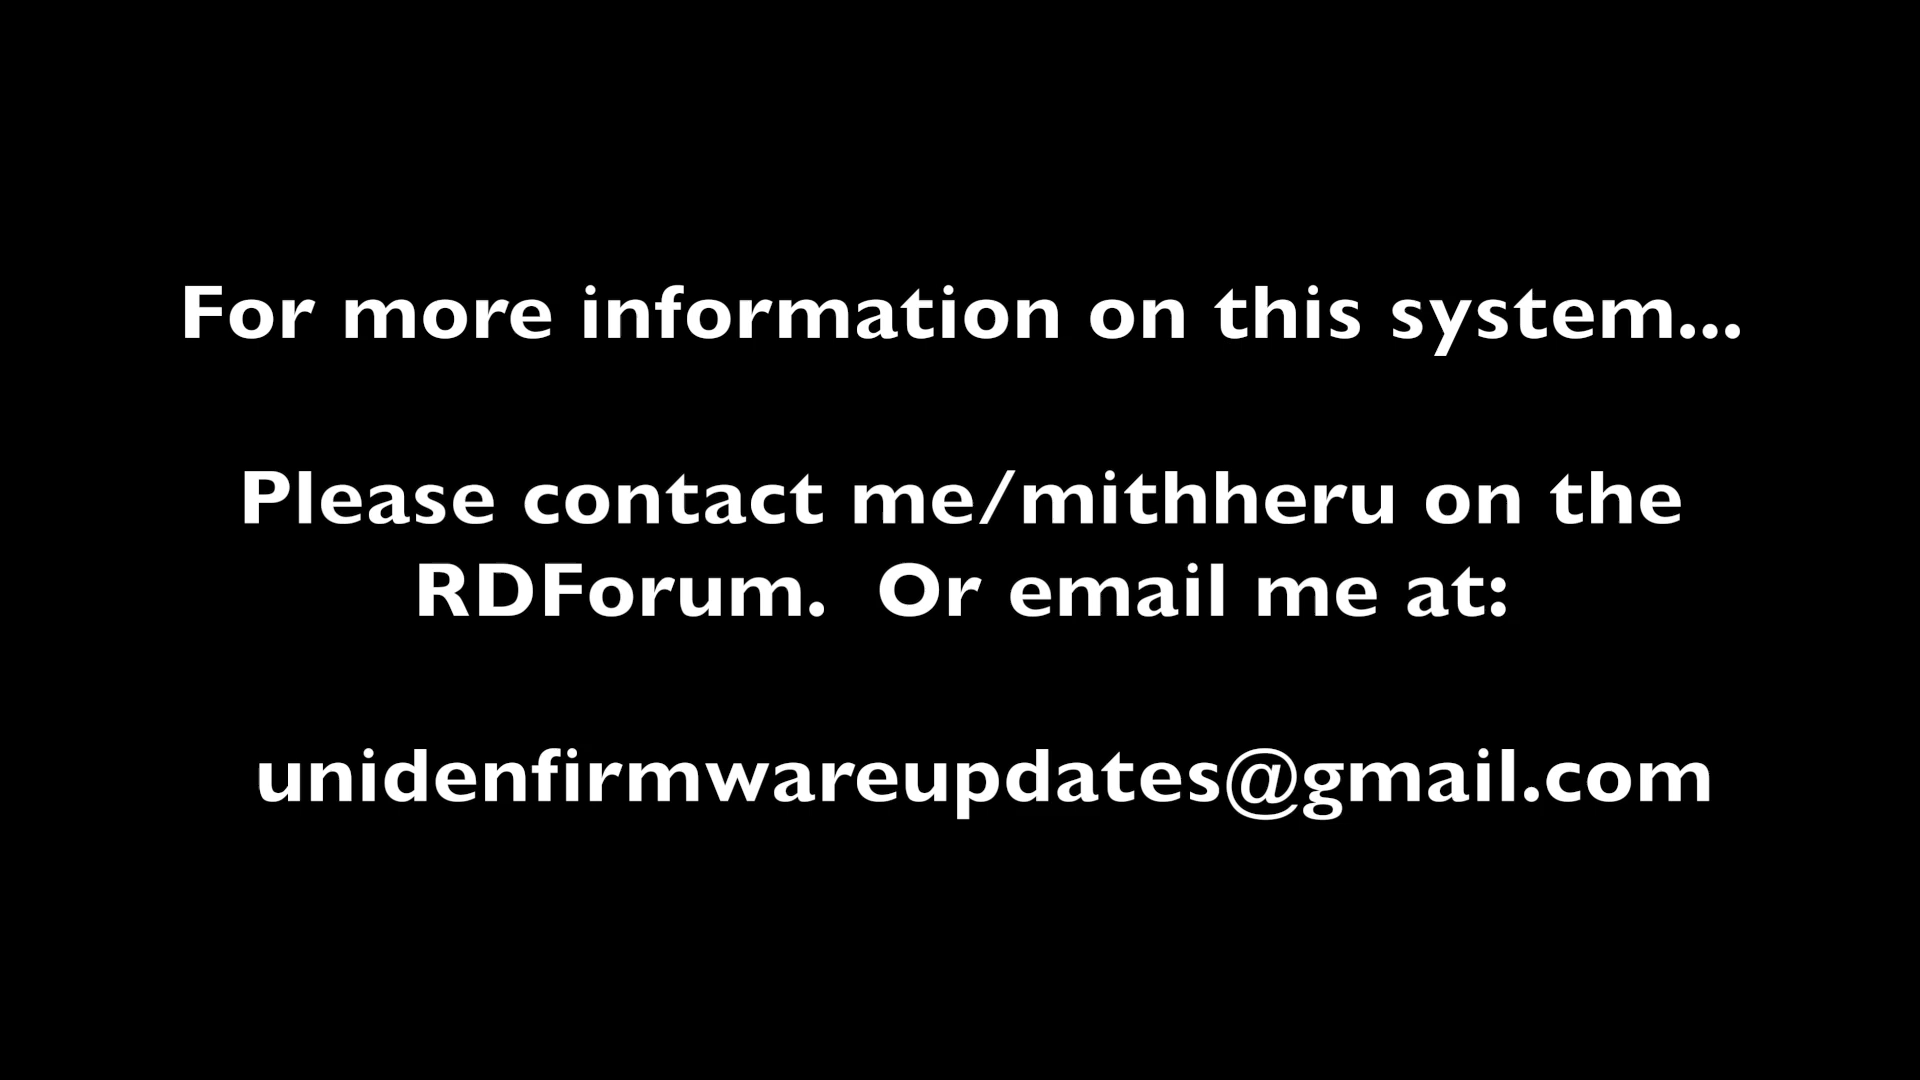 For more information on this system...
Please contact me/mithheru on the
RDForum.  Or email me at:
unidenfirmwareupdates@gmail.com